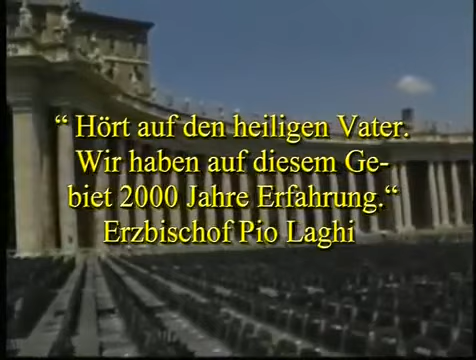 “ Hört auf den heiligen Vater.
Wir haben auf diesem Ge-
biet 2000 Jahre Erfahrung.“
Erzbischof Pio Laghi